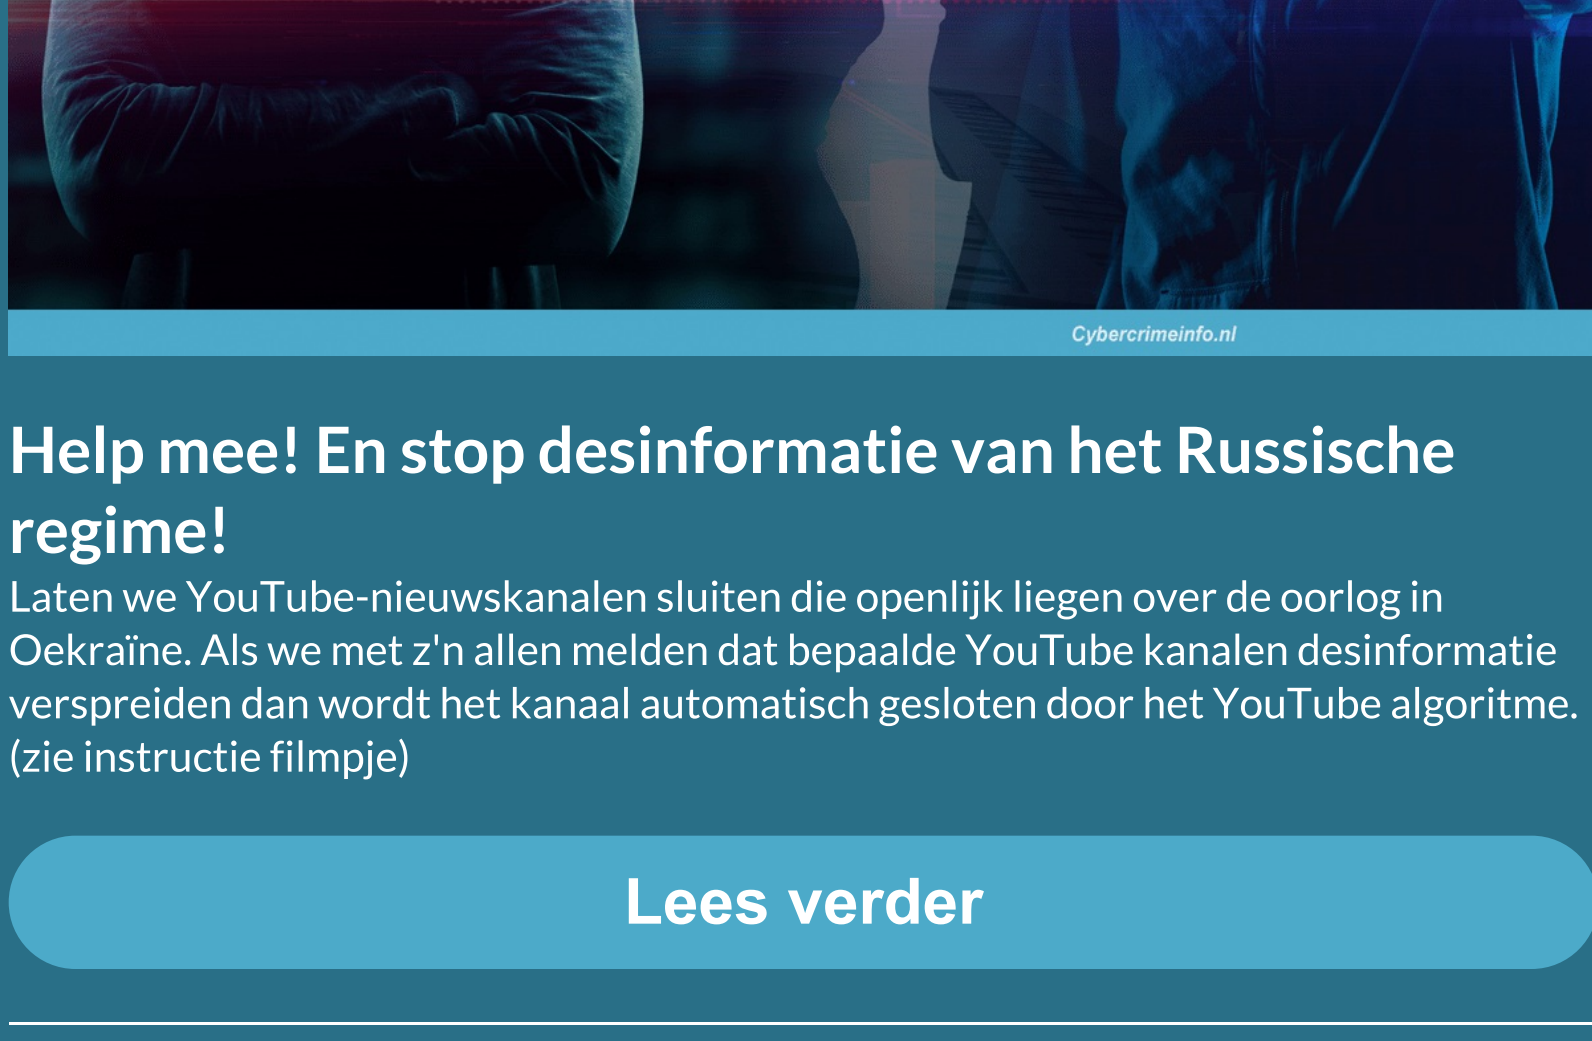 Cybercrimeinfo.nl
Help mee! En stop desinformatie van het Russische
regime!
Laten we YouTube-nieuwskanalen sluiten die openlijk liegen over de oorlog in
Oekraïne. Als we met z'n allen melden dat bepaalde YouTube kanalen desinformatie
verspreiden dan wordt het kanaal automatisch gesloten door het YouTube algoritme.
(zie instructie filmpje)
Lees verder